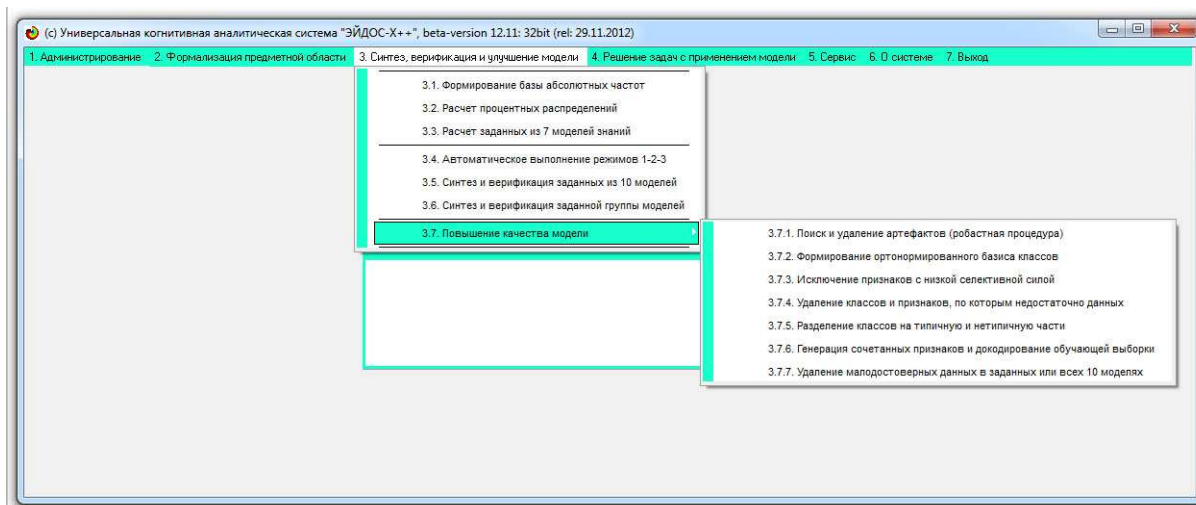 (c) Универсальная когнитивная аналитическая система "ЭЙДОС-X++", beta-version 12.11: 32bit (rel: 29.11.2012)
1. Администрирование 2. Формализация предметной области 3. Синтез, верификация и улучшение модели 4. Решение задач с применением модели 5. Сервис 6. О системе 7. Выход
3.1. Формирование базы абсолютных частот
3.2. Расчет процентных распределений
3.3. Расчет заданных из 7 моделей знаний
3.4. Автоматическое выполнение режимов 1-2-3
3.5. Синтез и верификация заданных из 10 моделей
3.6. Синтез и верификация заданной группы моделей
3.7. Повышение качества модели
3.7.1. Поиск и удаление артефактов (робастная процедура)
3.7.2. Формирование ортонормированного базиса классов
3.7.3. Исключение признаков с низкой селективной силой
3.7.4. Удаление классов и признаков, по которым недостаточно данных
3.7.5. Разделение классов на типичную и нетипичную части
3.7.6. Генерация сочетанных признаков и докодирование обучающей выборки
3.7.7. Удаление малодостоверных данных в заданных или всех 10 моделях